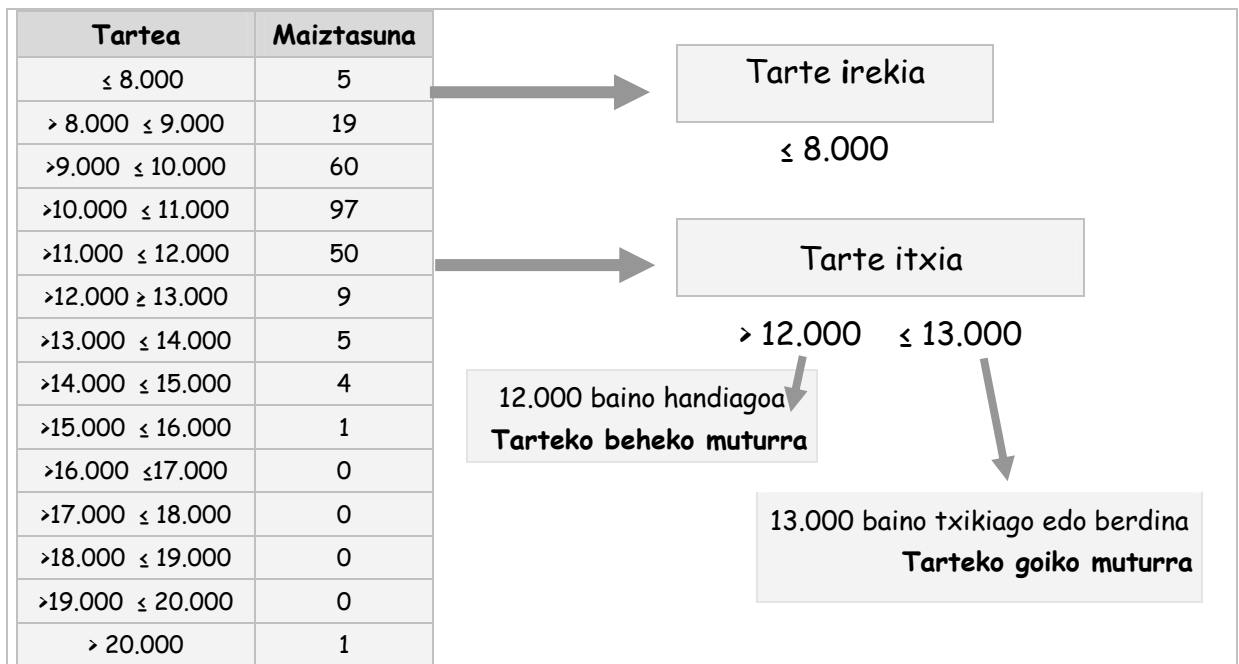 Tartea Maiztasuna
≤ 8.000 5
> 8.000 ≤ 9.000 19
>9.000 ≤ 10.000 60
>10.000 ≤ 11.000 97
>11.000 ≤ 12.000 50
>12.000 ≥ 13.000 9
>13.000 ≤ 14.000 5
>14.000 ≤ 15.000 4
>15.000 ≤ 16.000 1
>16.000 ≤17.000 0
>17.000 ≤ 18.000 0
>18.000 ≤ 19.000 0
>19.000 ≤ 20.000 0
> 20.000 1
Tarte irekia
≤ 8.000
Tarte itxia
> 12.000 ≤ 13.000
12.000 baino handiagoa
Tarteko beheko muturra
13.000 baino txikiago edo berdina
Tarteko goiko muturra